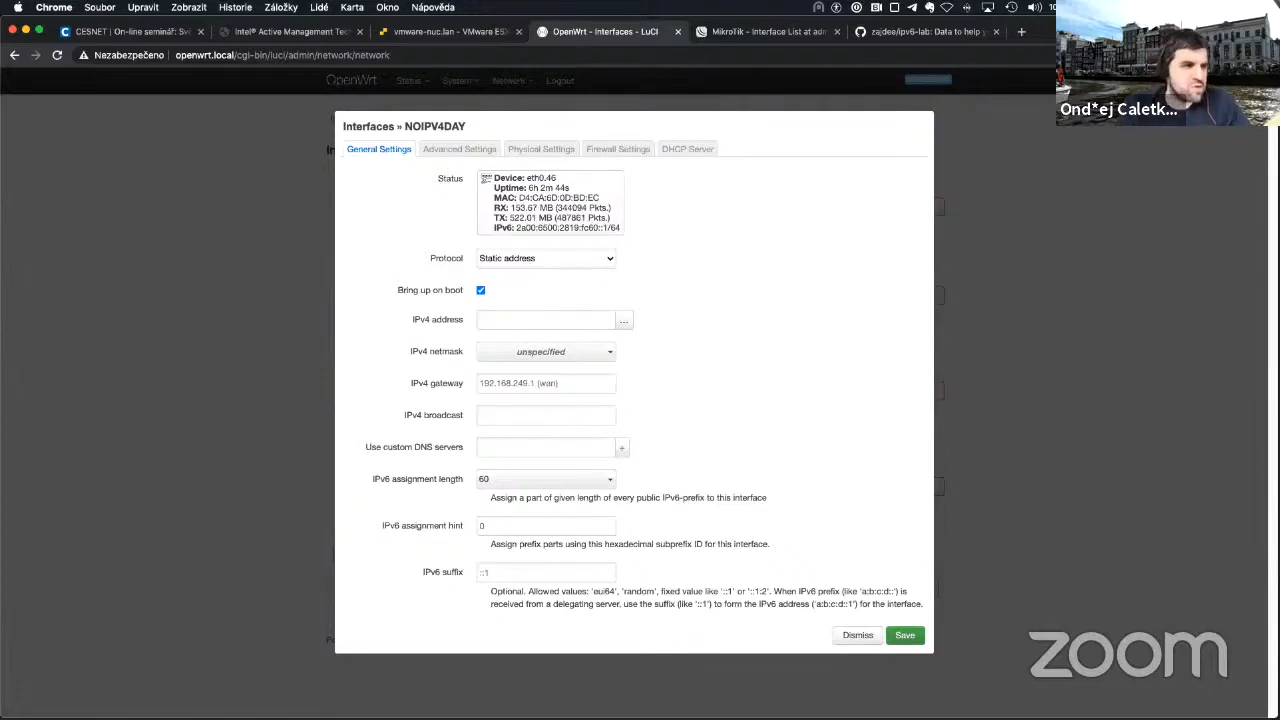 Chrome Soubor Upravit Zobrazit Historie Záložky Lidé Karta Okno Nápověda
CESNET | On-line seminář: Sv
Intel® Active Management Tech
vmware-nuc.lan - VMware ESX
OpenWrt - Interfaces - LuCI
MikroTik - Interface List at adm
zajdee/ipv6-lab: Data to help y
Nezabezpečeno openwrt.local/cgi-bin/luci/admin/network/network
OpenWrt Status System Network Logout
Ond*ej Caletk...
Interfaces » NOIPV4DAY
General Settings Advanced Settings Physical Settings Firewall Settings DHCP Server
Status
Device: eth0.46
Uptime: 6h 2m 44s
MAC: D4:CA:6D:0D:BD:EC
RX: 153.67 MB (344094 Pkts.)
TX: 522.01 MB (487861 Pkts.)
IPv6: 2a00:6500:2819:fc60::1/64
Protocol Static address
Bring up on boot
IPv4 address ...
IPv4 netmask unspecified
IPv4 gateway 192.168.249.1 (wan)
IPv4 broadcast
Use custom DNS servers +
IPv6 assignment length 60
Assign a part of given length of every public IPv6-prefix to this interface
IPv6 assignment hint 0
Assign prefix parts using this hexadecimal subprefix ID for this interface.
IPv6 suffix ::1
Optional. Allowed values: 'eui64', 'random', fixed value like '::1' or '::1:2'. When IPv6 prefix (like 'a:b:c:d::') is
received from a delegating server, use the suffix (like '::1') to form the IPv6 address ('a:b:c:d::1') for the interface.
Dismiss Save
zoom